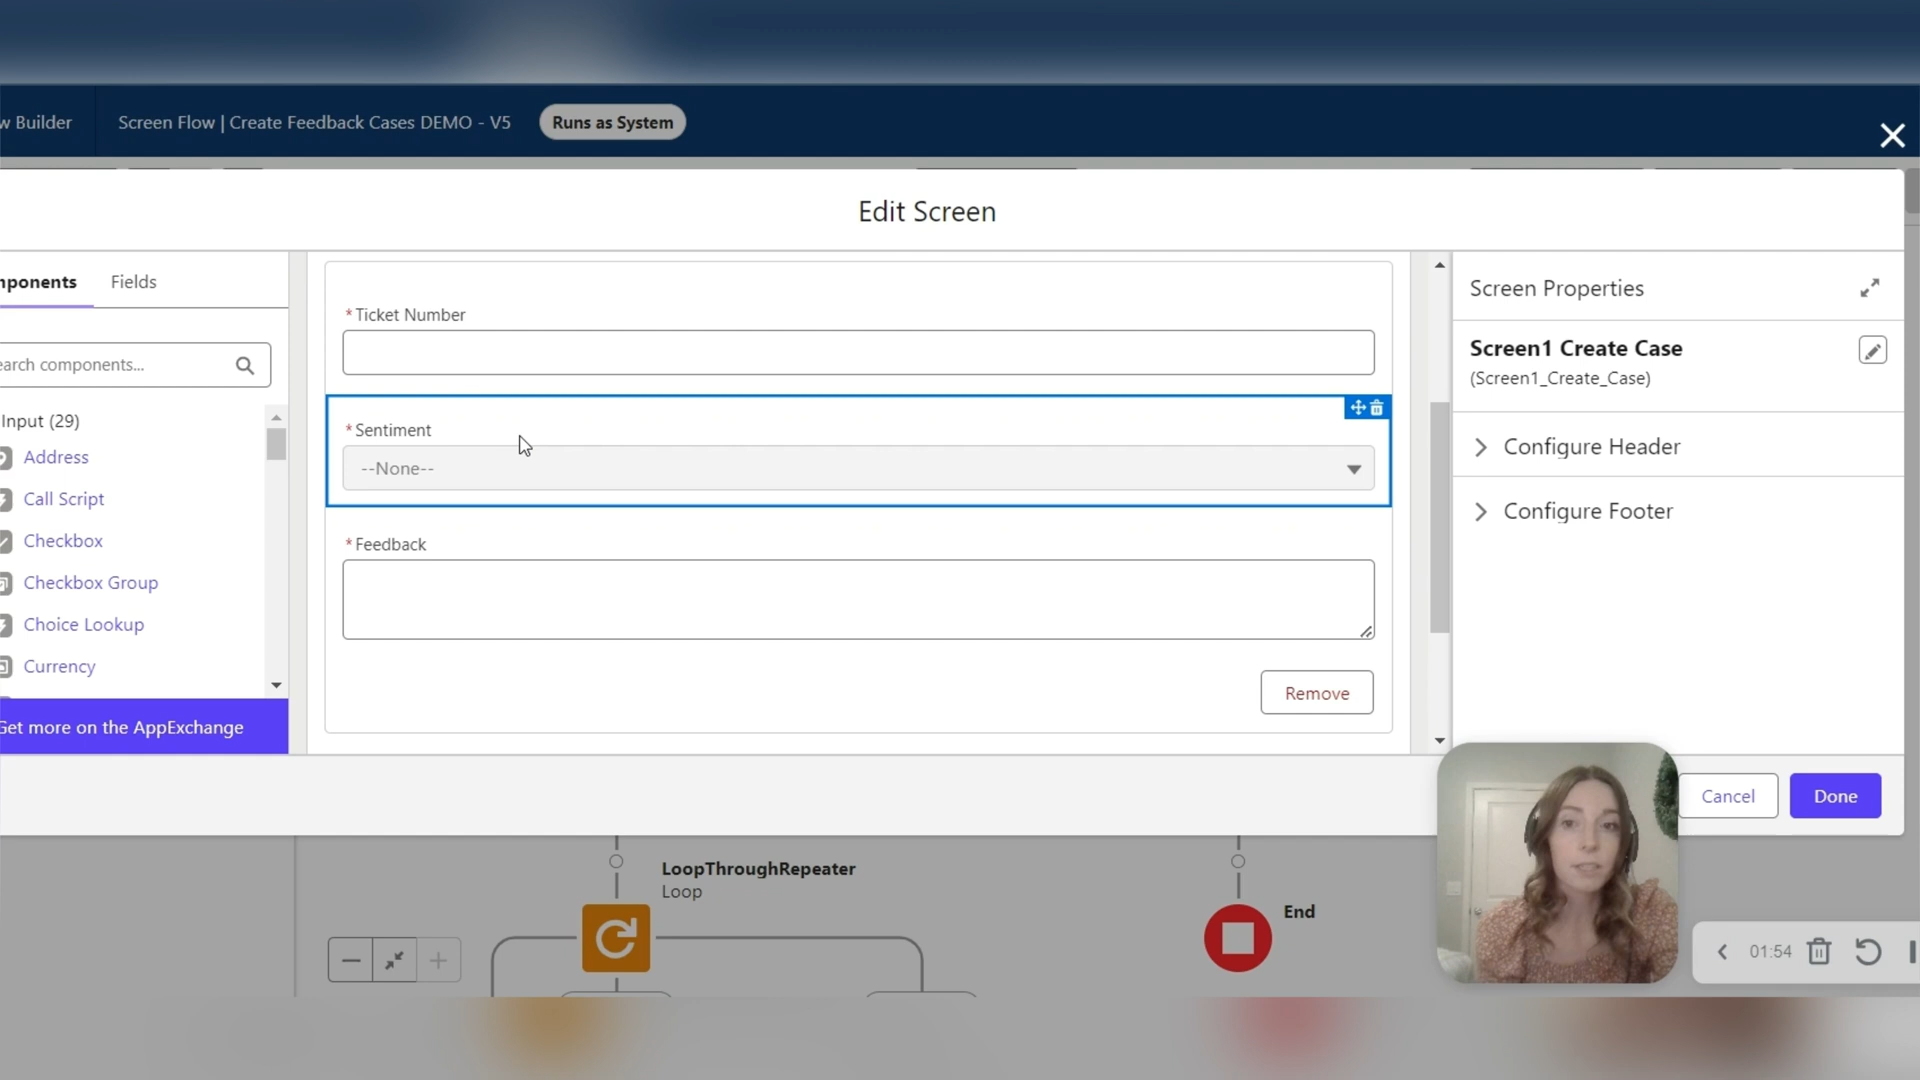 w Builder
Screen Flow | Create Feedback Cases DEMO - V5
Runs as System
Edit Screen
mponents
Fields
earch components...
Input (29)
Address
Call Script
Checkbox
Checkbox Group
Choice Lookup
Currency
Get more on the AppExchange
*Ticket Number
*Sentiment
--None--
*Feedback
Remove
Screen Properties
Screen1 Create Case
(Screen1_Create_Case)
Configure Header
Configure Footer
Cancel
Done
LoopThroughRepeater
Loop
End
01:54